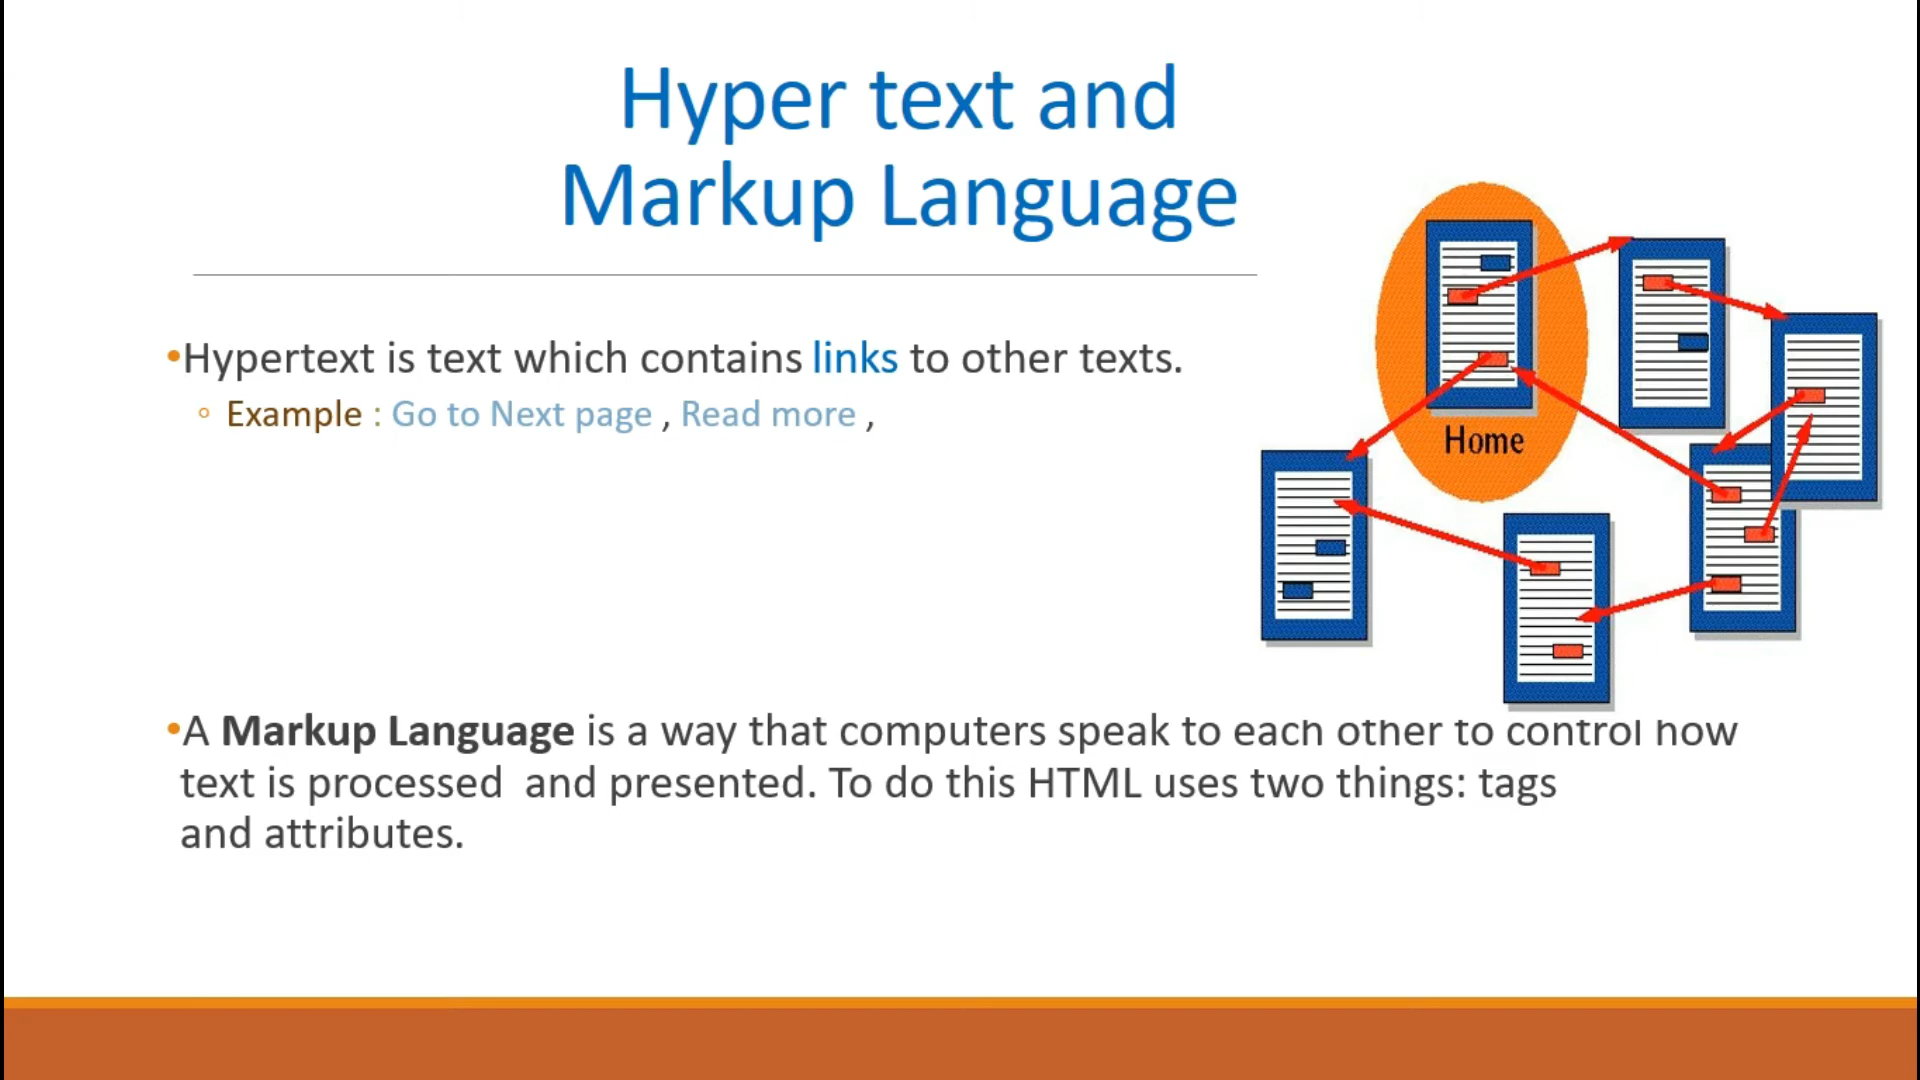 Hyper text and
Markup Language
•Hypertext is text which contains links to other texts.
◦ Example : Go to Next page , Read more ,
Home
•A Markup Language is a way that computers speak to each other to control how
text is processed  and presented. To do this HTML uses two things: tags
and attributes.